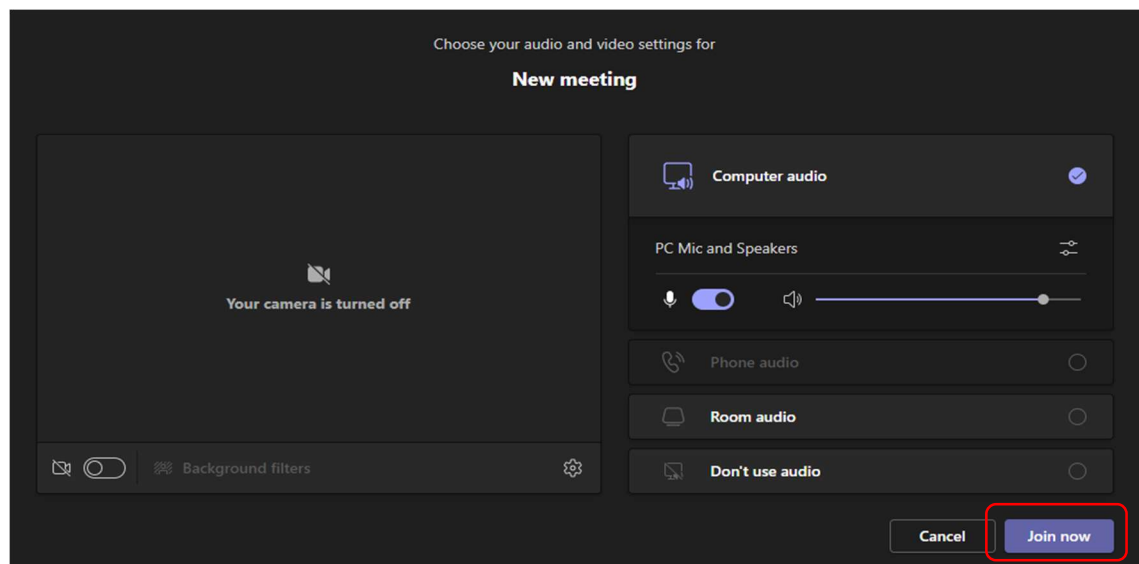 Choose your audio and video settings for
New meeting
Your camera is turned off
Background filters
Computer audio
PC Mic and Speakers
Phone audio
Room audio
Don't use audio
Cancel
Join now